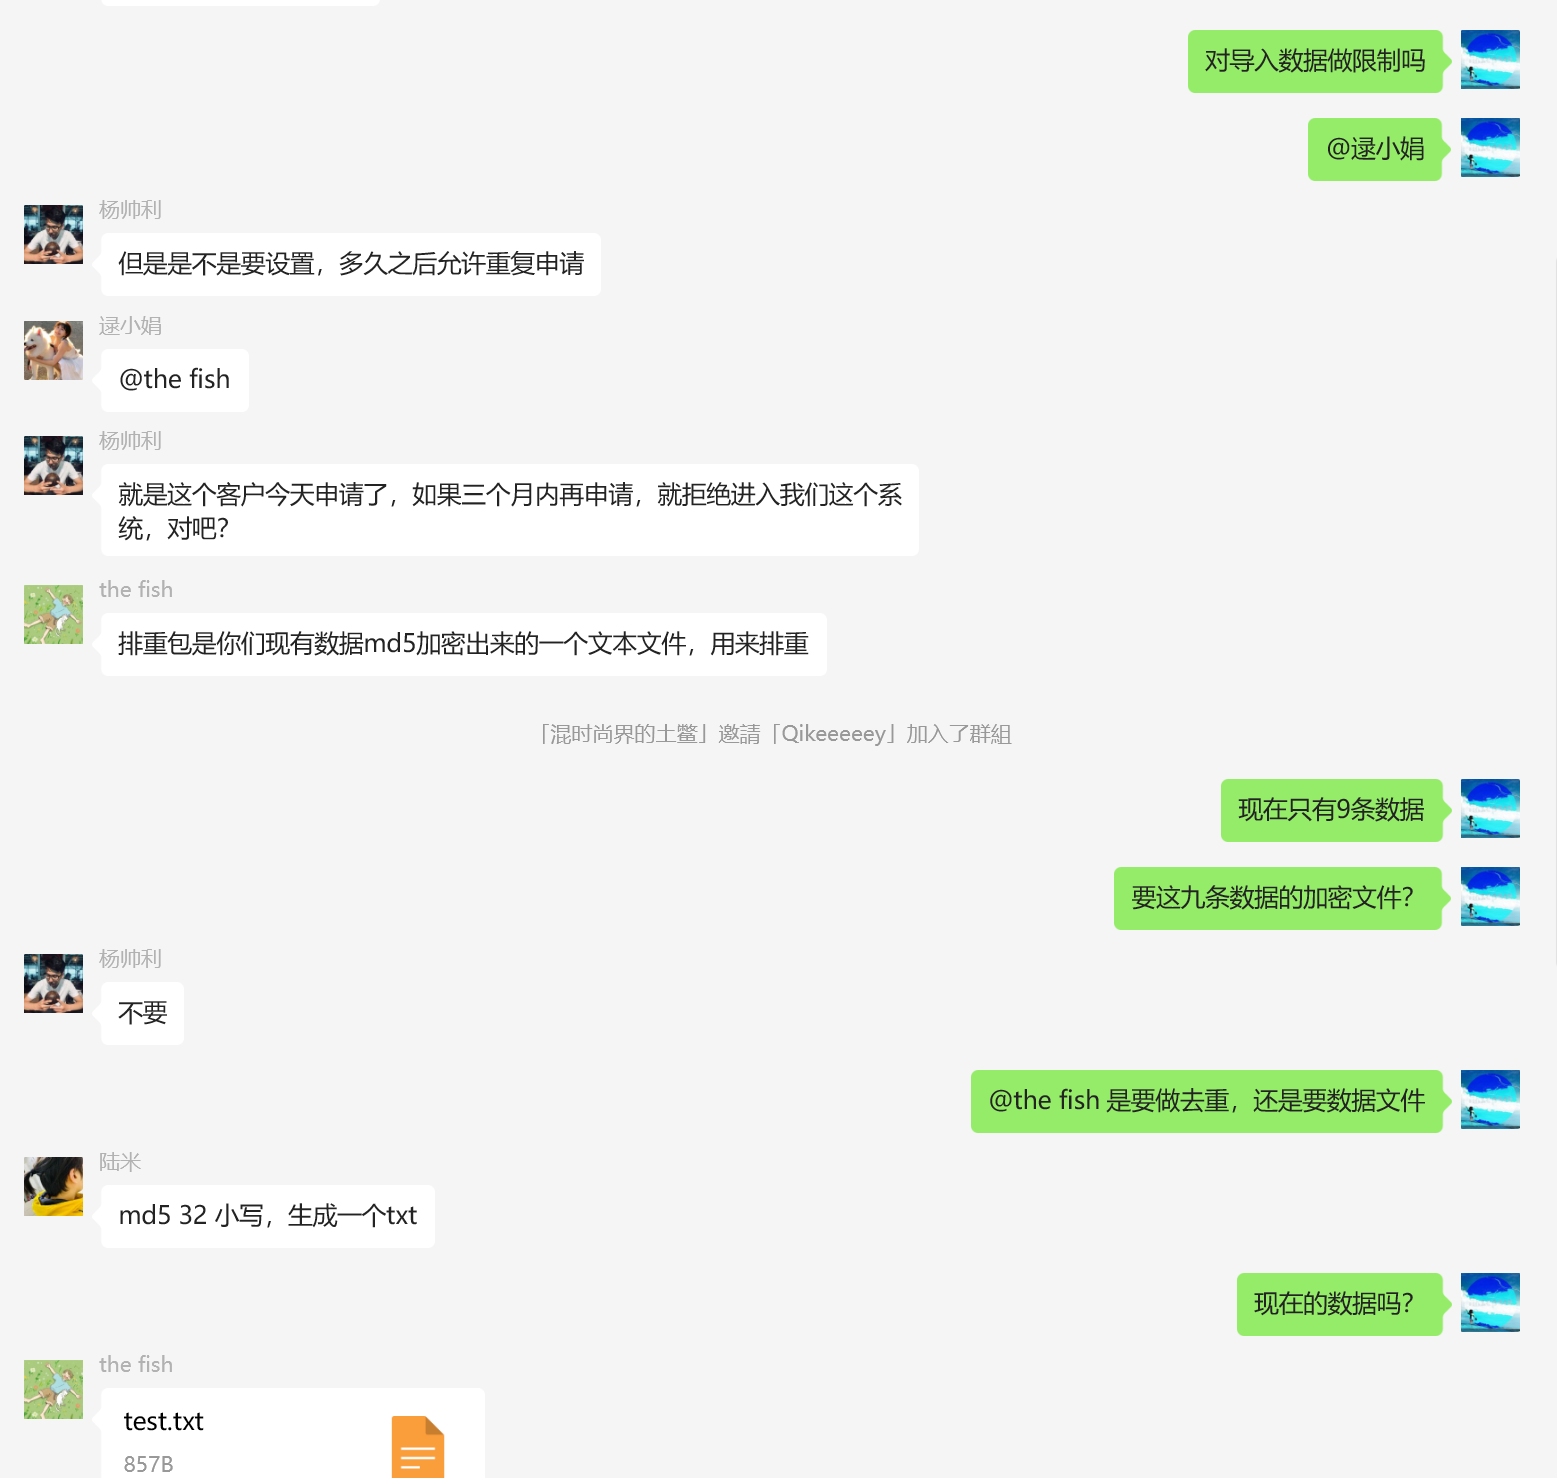 对导入数据做限制吗
@逯小娟
杨帅利
但是是不是要设置，多久之后允许重复申请
逯小娟
@the fish
杨帅利
就是这个客户今天申请了，如果三个月内再申请，就拒绝进入我们这个系
统，对吧？
the fish
排重包是你们现有数据md5加密出来的一个文本文件，用来排重
「混时尚界的土鳖」邀請「Qikeeeeey」加入了群組
现在只有9条数据
要这九条数据的加密文件？
杨帅利
不要
@the fish 是要做去重，还是要数据文件
陆米
md5 32 小写，生成一个txt
现在的数据吗？
the fish
test.txt
857B